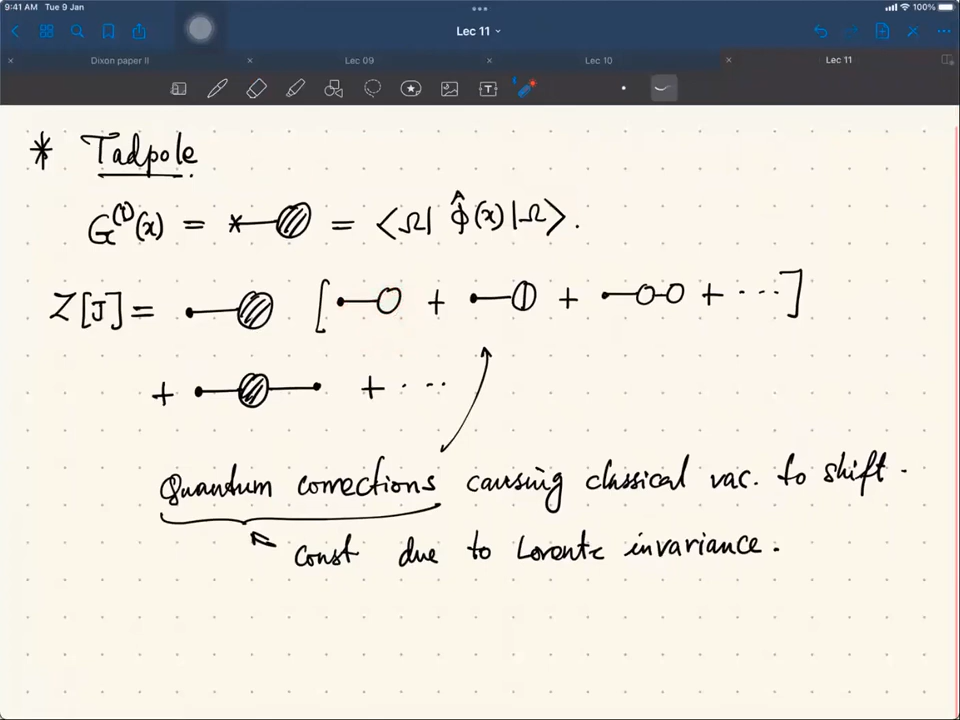 9:41 AM Tue 9 Jan
100%
Lec 11
Dixon paper II
Lec 09
Lec 10
Lec 11
* Tadpole
G^(1)(x) = = <Ω| φ̂(x) |Ω>.
Z[J] = [ + + + ··· ]
+ + ···
Quantum corrections causing classical vac. to shift.
const due to Lorentz invariance.